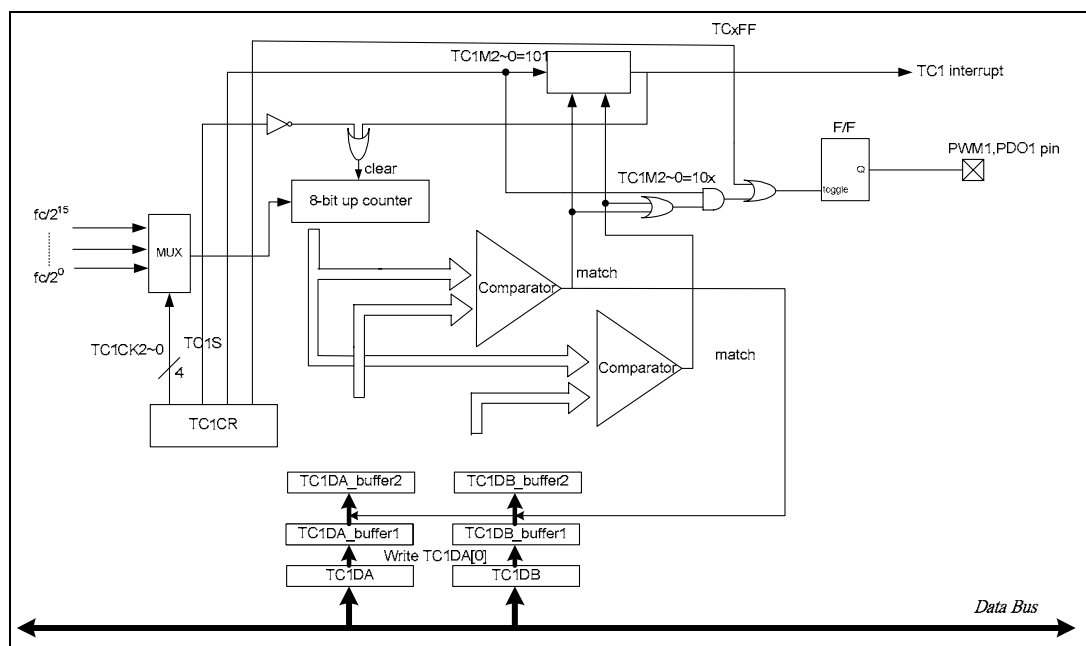 TCxFF
TC1M2~0=101
TC1 interrupt
F/F
PWM1,PDO1 pin
clear
Q
toggle
TC1M2~0=10x
8-bit up counter
fc/2¹⁵
MUX
fc/2⁰
match
Comparator
TC1CK2~0
TC1S
4
match
Comparator
TC1CR
TC1DA_buffer2
TC1DB_buffer2
TC1DA_buffer1
TC1DB_buffer1
Write TC1DA[0]
TC1DA
TC1DB
Data Bus